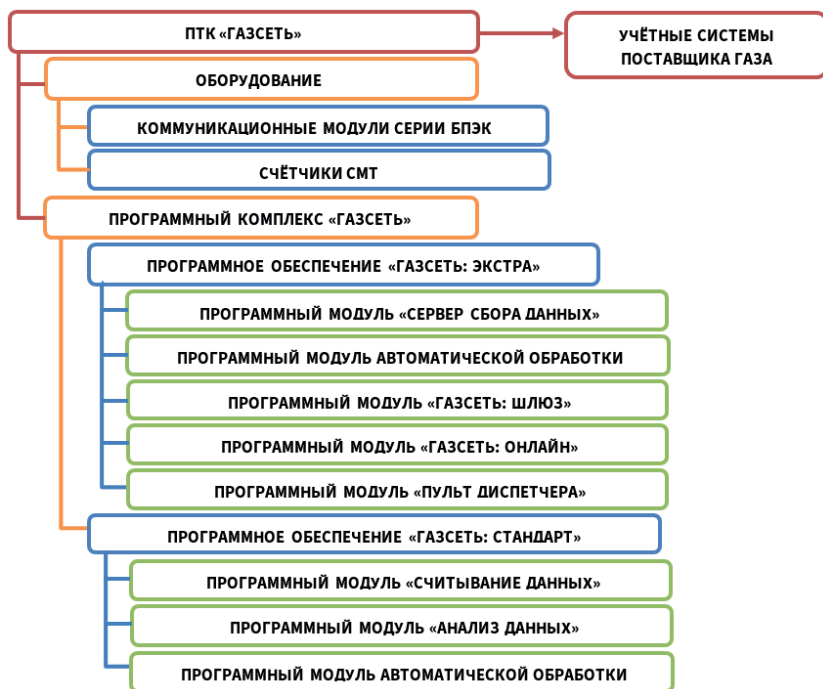 ПТК «ГАЗСЕТЬ»
УЧЁТНЫЕ СИСТЕМЫ
ПОСТАВЩИКА ГАЗА
ОБОРУДОВАНИЕ
КОММУНИКАЦИОННЫЕ МОДУЛИ СЕРИИ БПЭК
СЧЁТЧИКИ СМТ
ПРОГРАММНЫЙ КОМПЛЕКС «ГАЗСЕТЬ»
ПРОГРАММНОЕ ОБЕСПЕЧЕНИЕ «ГАЗСЕТЬ: ЭКСТРА»
ПРОГРАММНЫЙ МОДУЛЬ «СЕРВЕР СБОРА ДАННЫХ»
ПРОГРАММНЫЙ МОДУЛЬ АВТОМАТИЧЕСКОЙ ОБРАБОТКИ
ПРОГРАММНЫЙ МОДУЛЬ «ГАЗСЕТЬ: ШЛЮЗ»
ПРОГРАММНЫЙ МОДУЛЬ «ГАЗСЕТЬ: ОНЛАЙН»
ПРОГРАММНЫЙ МОДУЛЬ «ПУЛЬТ ДИСПЕТЧЕРА»
ПРОГРАММНОЕ ОБЕСПЕЧЕНИЕ «ГАЗСЕТЬ: СТАНДАРТ»
ПРОГРАММНЫЙ МОДУЛЬ «СЧИТЫВАНИЕ ДАННЫХ»
ПРОГРАММНЫЙ МОДУЛЬ «АНАЛИЗ ДАННЫХ»
ПРОГРАММНЫЙ МОДУЛЬ АВТОМАТИЧЕСКОЙ ОБРАБОТКИ